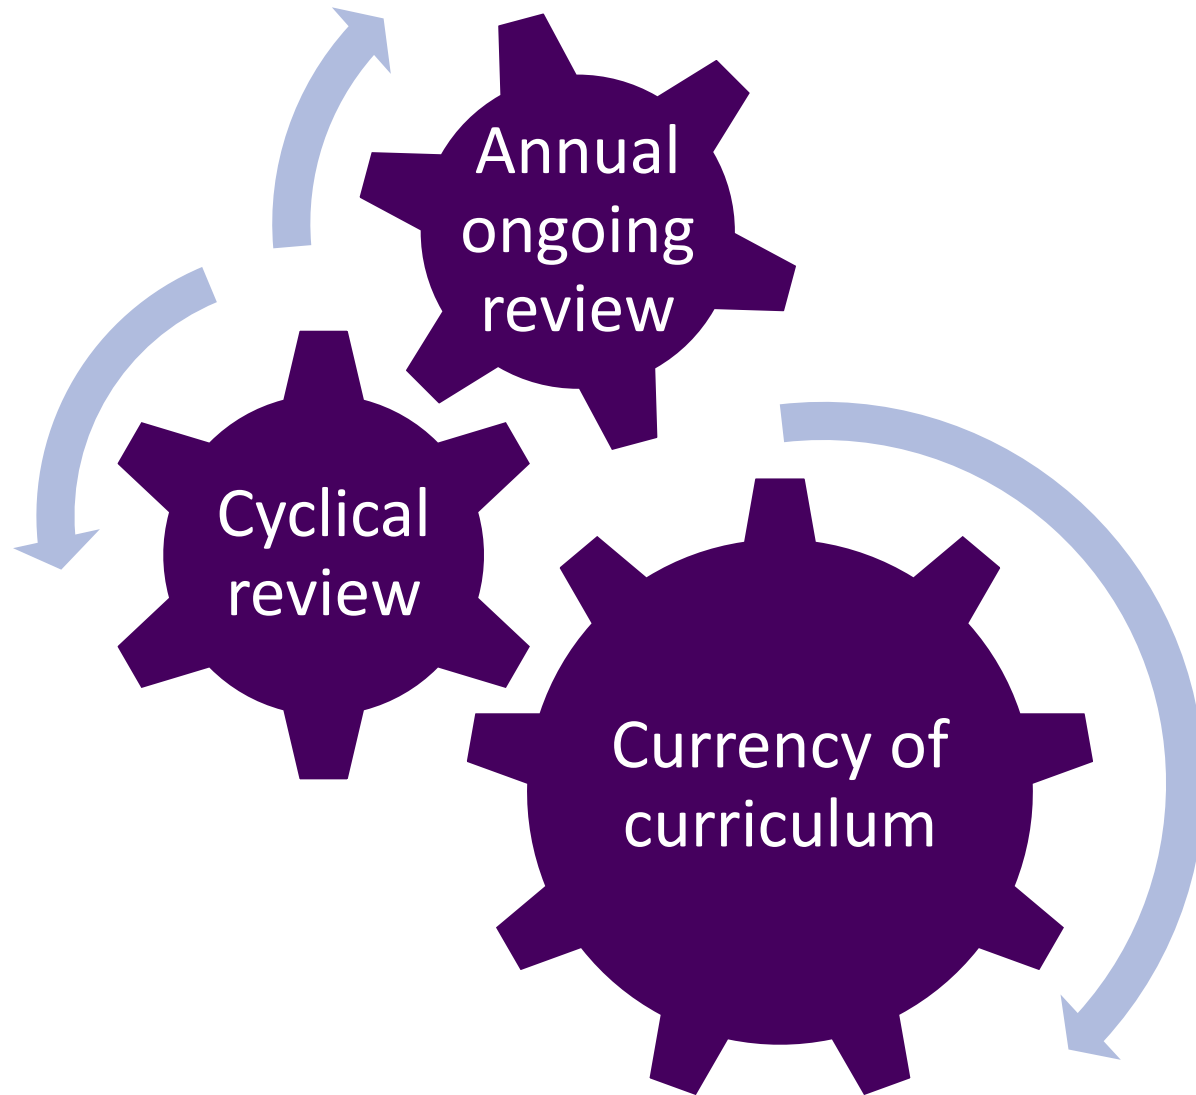 Annual
ongoing
review
Cyclical
review
Currency of
curriculum